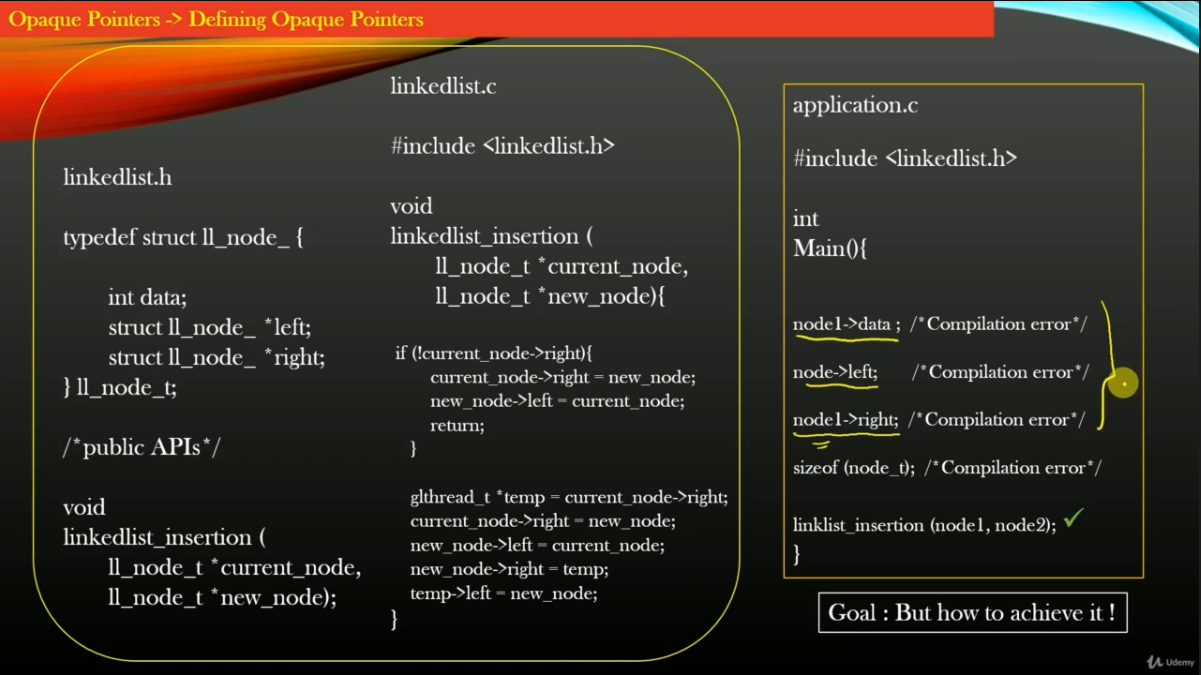 Opaque Pointers -> Defining Opaque Pointers
linkedlist.h
typedef struct ll_node_ {
int data;
struct ll_node_ *left;
struct ll_node_ *right;
} ll_node_t;
/*public APIs*/
void
linkedlist_insertion (
ll_node_t *current_node,
ll_node_t *new_node);
linkedlist.c
#include <linkedlist.h>
void
linkedlist_insertion (
ll_node_t *current_node,
ll_node_t *new_node){
if (!current_node->right){
current_node->right = new_node;
new_node->left = current_node;
return;
}
glthread_t *temp = current_node->right;
current_node->right = new_node;
new_node->left = current_node;
new_node->right = temp;
temp->left = new_node;
}
application.c
#include <linkedlist.h>
int
Main(){
node1->data ; /*Compilation error*/
node->left; /*Compilation error*/
node1->right; /*Compilation error*/
sizeof (node_t); /*Compilation error*/
linklist_insertion (node1, node2); ✓
}
Goal : But how to achieve it !
Udemy